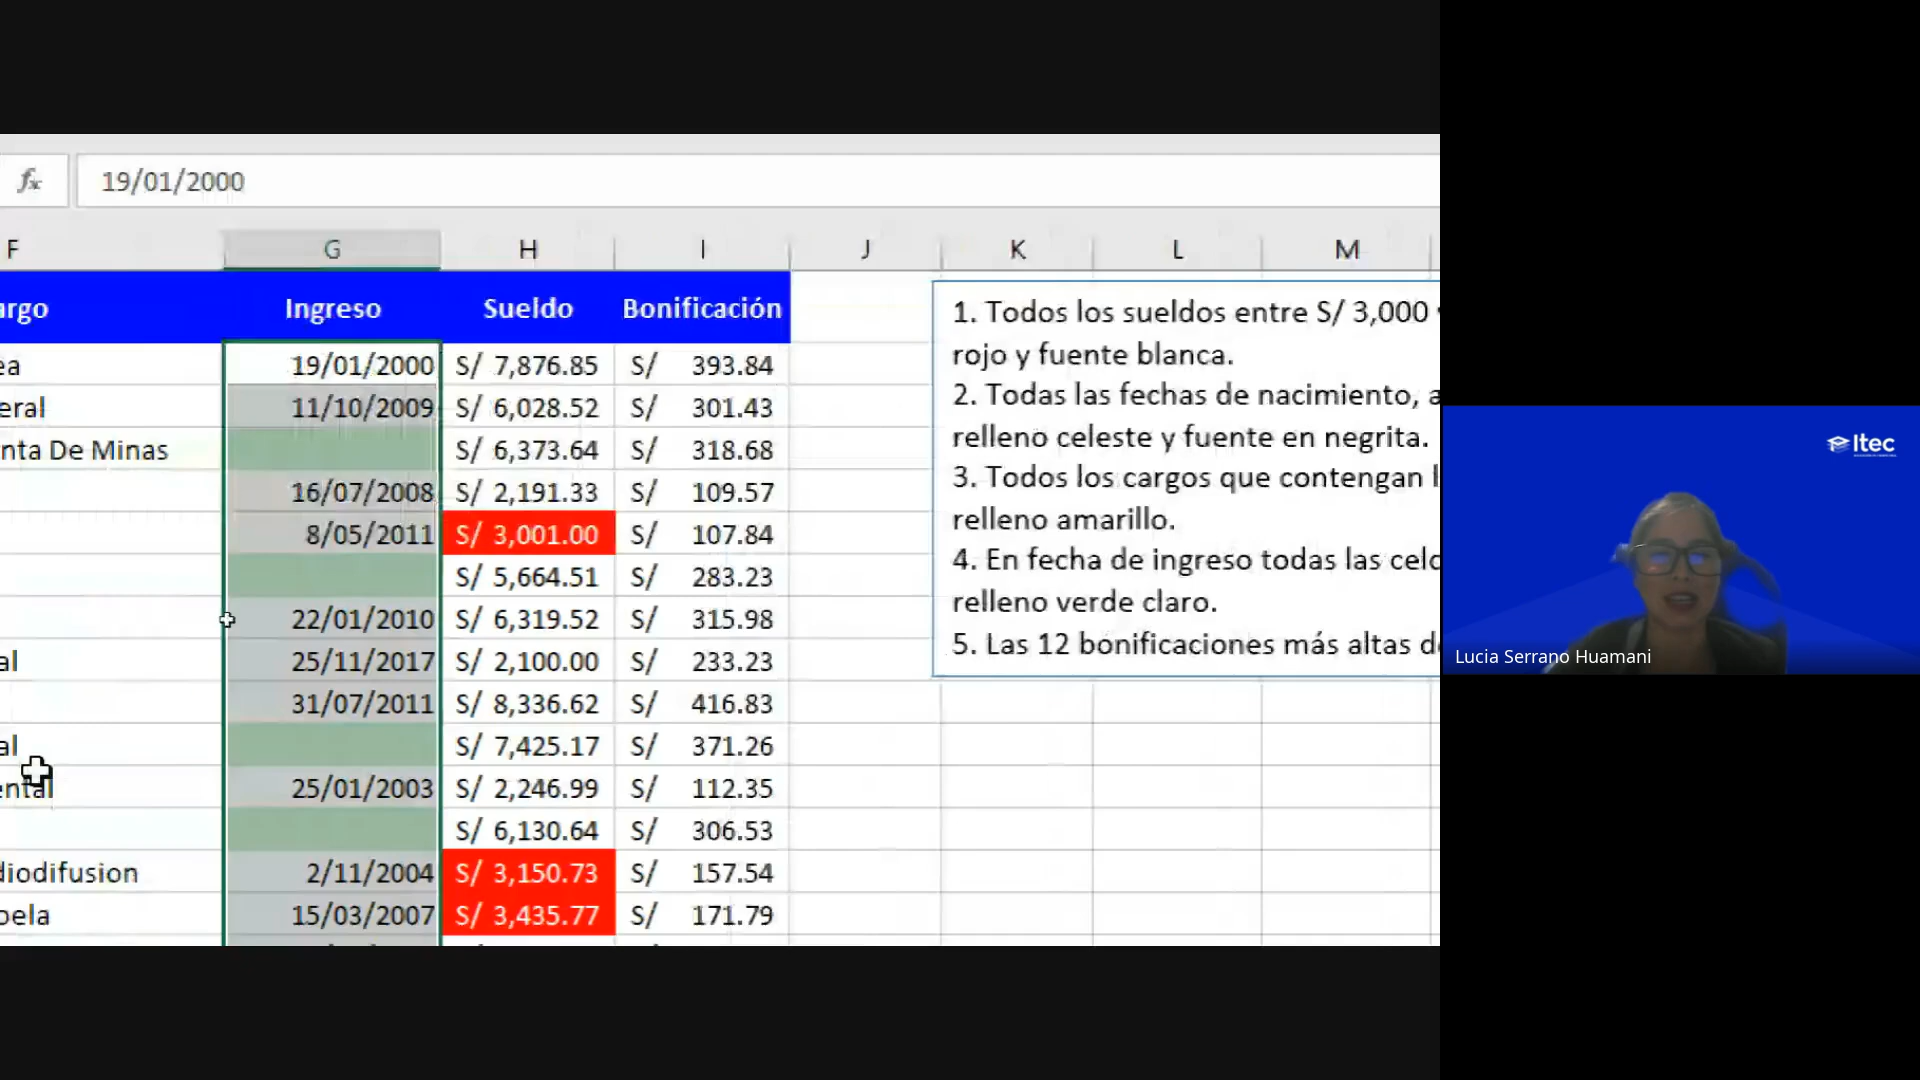 fx 19/01/2000
F G H I J K L M
argo Ingreso Sueldo Bonificación
ea 19/01/2000 S/ 7,876.85 S/ 393.84
eral 11/10/2009 S/ 6,028.52 S/ 301.43
nta De Minas S/ 6,373.64 S/ 318.68
16/07/2008 S/ 2,191.33 S/ 109.57
8/05/2011 S/ 3,001.00 S/ 107.84
S/ 5,664.51 S/ 283.23
22/01/2010 S/ 6,319.52 S/ 315.98
al 25/11/2017 S/ 2,100.00 S/ 233.23
31/07/2011 S/ 8,336.62 S/ 416.83
al S/ 7,425.17 S/ 371.26
ental 25/01/2003 S/ 2,246.99 S/ 112.35
S/ 6,130.64 S/ 306.53
diodifusion 2/11/2004 S/ 3,150.73 S/ 157.54
pela 15/03/2007 S/ 3,435.77 S/ 171.79
1. Todos los sueldos entre S/ 3,000
rojo y fuente blanca.
2. Todas las fechas de nacimiento, a
relleno celeste y fuente en negrita.
3. Todos los cargos que contengan l
relleno amarillo.
4. En fecha de ingreso todas las celd
relleno verde claro.
5. Las 12 bonificaciones más altas d
Itec
Lucia Serrano Huamani